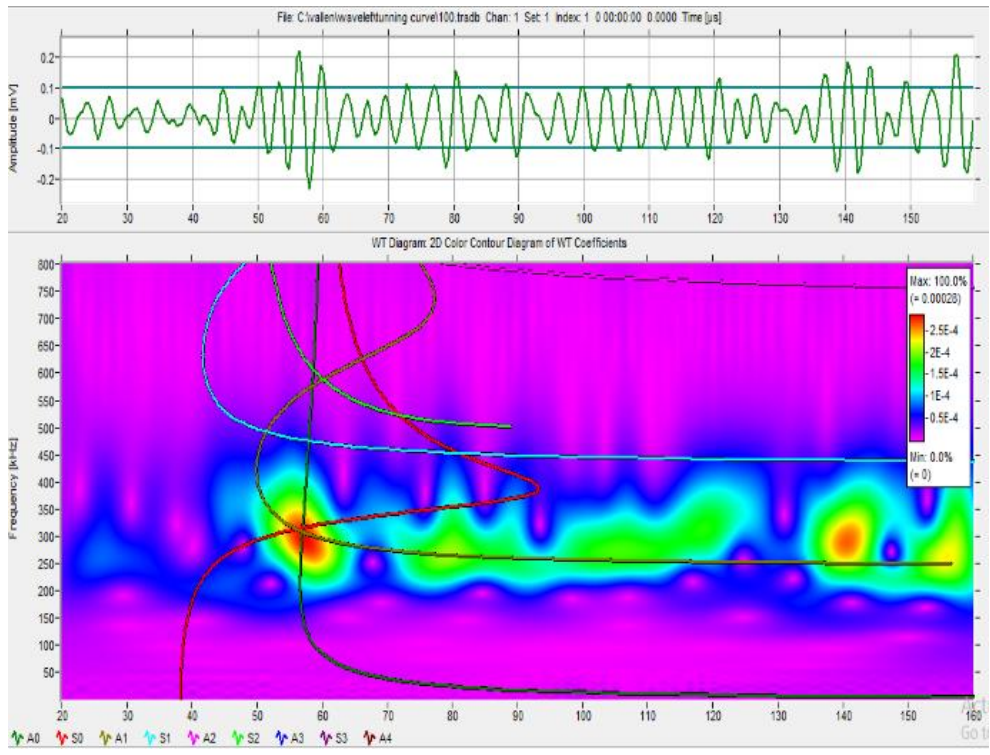 File: C:\vallen\wavelet\tunning curve\100.tradb Chan: 1 Set: 1 Index: 1 0 00:00:00 0.0000 Time [µs]
Ampitude [mV]
0.2
0.1
0
-0.1
-0.2
20 30 40 50 60 70 80 90 100 110 120 130 140 150
WT Diagram: 2D Color Contour Diagram of WT Coefficients
Frequency [kHz]
800
750
700
650
600
550
500
450
400
350
300
250
200
150
100
50
Max: 100.0%
(= 0.00028)
2.5E-4
2E-4
1.5E-4
1E-4
0.5E-4
Min: 0.0%
(= 0)
20 30 40 50 60 70 80 90 100 110 120 130 140 150 160
A0 S0 A1 S1 A2 S2 A3 S3 A4